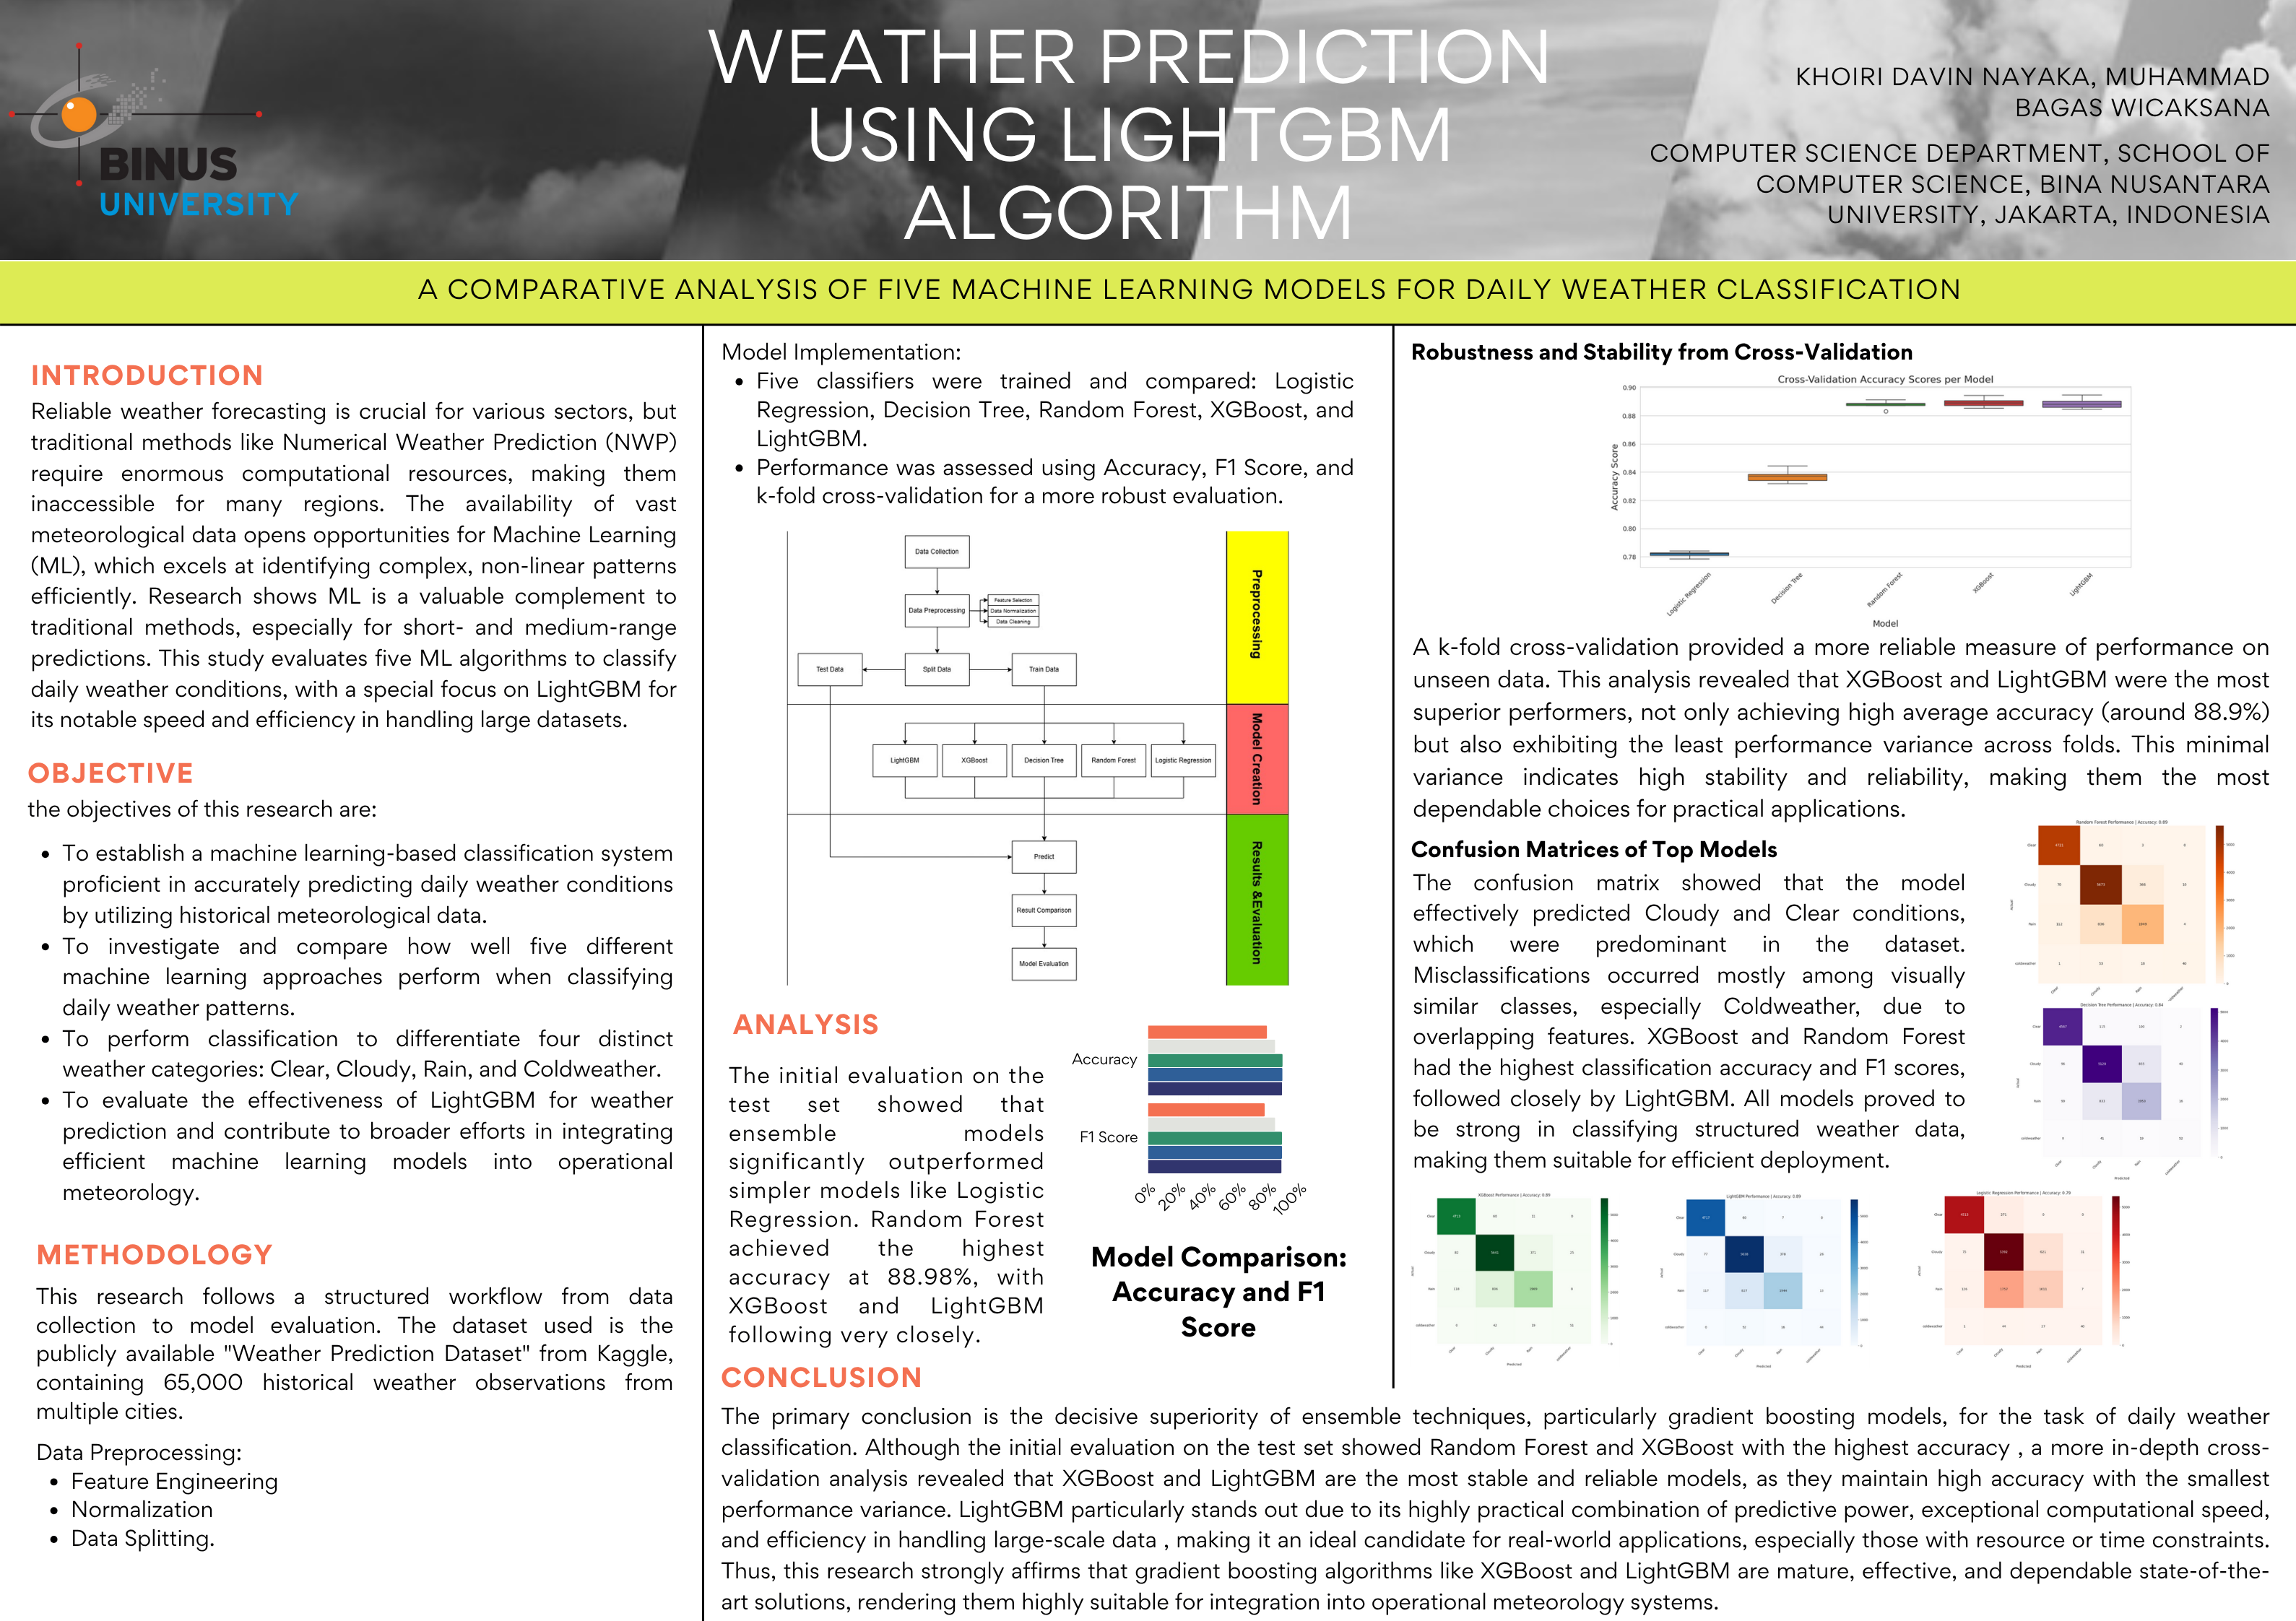 BINUS
UNIVERSITY
WEATHER PREDICTION
USING LIGHTGBM
ALGORITHM
KHOIRI DAVIN NAYAKA, MUHAMMAD
BAGAS WICAKSANA
COMPUTER SCIENCE DEPARTMENT, SCHOOL OF
COMPUTER SCIENCE, BINA NUSANTARA
UNIVERSITY, JAKARTA, INDONESIA
A COMPARATIVE ANALYSIS OF FIVE MACHINE LEARNING MODELS FOR DAILY WEATHER CLASSIFICATION
INTRODUCTION
Reliable weather forecasting is crucial for various sectors, but
traditional methods like Numerical Weather Prediction (NWP)
require enormous computational resources, making them
inaccessible for many regions. The availability of vast
meteorological data opens opportunities for Machine Learning
(ML), which excels at identifying complex, non-linear patterns
efficiently. Research shows ML is a valuable complement to
traditional methods, especially for short- and medium-range
predictions. This study evaluates five ML algorithms to classify
daily weather conditions, with a special focus on LightGBM for
its notable speed and efficiency in handling large datasets.
OBJECTIVE
the objectives of this research are:
• To establish a machine learning-based classification system
proficient in accurately predicting daily weather conditions
by utilizing historical meteorological data.
• To investigate and compare how well five different
machine learning approaches perform when classifying
daily weather patterns.
• To perform classification to differentiate four distinct
weather categories: Clear, Cloudy, Rain, and Coldweather.
• To evaluate the effectiveness of LightGBM for weather
prediction and contribute to broader efforts in integrating
efficient machine learning models into operational
meteorology.
METHODOLOGY
This research follows a structured workflow from data
collection to model evaluation. The dataset used is the
publicly available "Weather Prediction Dataset" from Kaggle,
containing 65,000 historical weather observations from
multiple cities.
Data Preprocessing:
• Feature Engineering
• Normalization
• Data Splitting.
Model Implementation:
• Five classifiers were trained and compared: Logistic
Regression, Decision Tree, Random Forest, XGBoost, and
LightGBM.
• Performance was assessed using Accuracy, F1 Score, and
k-fold cross-validation for a more robust evaluation.
Data Collection
Data Preprocessing
Feature Selection
Data Normalization
Data Cleaning
Test Data
Split Data
Train Data
Preprocessing
LightGBM
XGBoost
Decision Tree
Random Forest
Logistic Regression
Model Creation
Predict
Result Comparison
Model Evaluation
Results &Evaluation
ANALYSIS
The initial evaluation on the
test set showed that
ensemble models
significantly outperformed
simpler models like Logistic
Regression. Random Forest
achieved the highest
accuracy at 88.98%, with
XGBoost and LightGBM
following very closely.
Accuracy
F1 Score
0%
20%
40%
60%
80%
100%
Model Comparison:
Accuracy and F1
Score
Robustness and Stability from Cross-Validation
Cross-Validation Accuracy Scores per Model
Accuracy Score
0.90
0.88
0.86
0.84
0.82
0.80
0.78
Logistic Regression
Decision Tree
Random Forest
XGBoost
LightGBM
Model
A k-fold cross-validation provided a more reliable measure of performance on
unseen data. This analysis revealed that XGBoost and LightGBM were the most
superior performers, not only achieving high average accuracy (around 88.9%)
but also exhibiting the least performance variance across folds. This minimal
variance indicates high stability and reliability, making them the most
dependable choices for practical applications.
Confusion Matrices of Top Models
The confusion matrix showed that the model
effectively predicted Cloudy and Clear conditions,
which were predominant in the dataset.
Misclassifications occurred mostly among visually
similar classes, especially Coldweather, due to
overlapping features. XGBoost and Random Forest
had the highest classification accuracy and F1 scores,
followed closely by LightGBM. All models proved to
be strong in classifying structured weather data,
making them suitable for efficient deployment.
Random Forest Performance | Accuracy: 0.89
Decision Tree Performance | Accuracy: 0.84
XGBoost Performance | Accuracy: 0.89
LightGBM Performance | Accuracy: 0.89
Logistic Regression Performance | Accuracy: 0.79
CONCLUSION
The primary conclusion is the decisive superiority of ensemble techniques, particularly gradient boosting models, for the task of daily weather
classification. Although the initial evaluation on the test set showed Random Forest and XGBoost with the highest accuracy , a more in-depth cross-
validation analysis revealed that XGBoost and LightGBM are the most stable and reliable models, as they maintain high accuracy with the smallest
performance variance. LightGBM particularly stands out due to its highly practical combination of predictive power, exceptional computational speed,
and efficiency in handling large-scale data , making it an ideal candidate for real-world applications, especially those with resource or time constraints.
Thus, this research strongly affirms that gradient boosting algorithms like XGBoost and LightGBM are mature, effective, and dependable state-of-the-
art solutions, rendering them highly suitable for integration into operational meteorology systems.